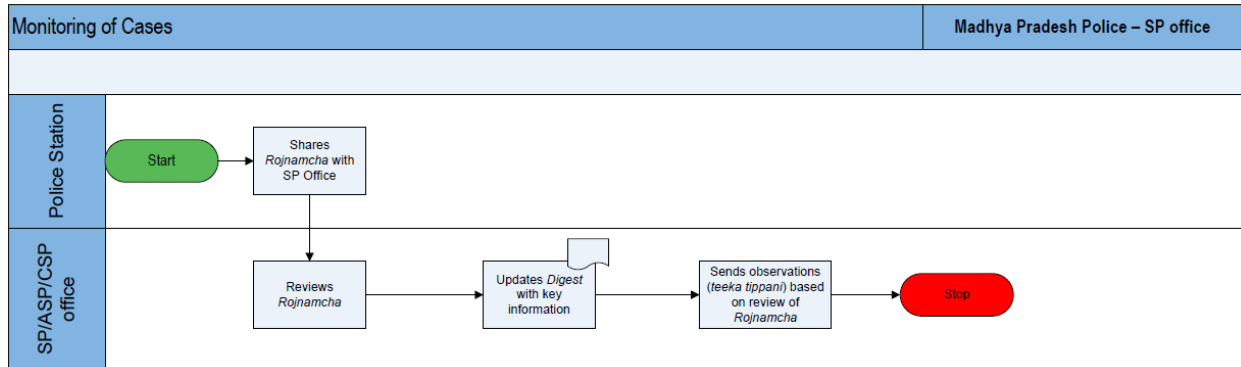 Monitoring of Cases
Madhya Pradesh Police – SP office
Police Station
Start
Shares
Rojnamcha with
SP Office
SP/ASP/CSP
office
Reviews
Rojnamcha
Updates Digest
with key
information
Sends observations
(teeka tippani) based
on review of
Rojnamcha
Stop